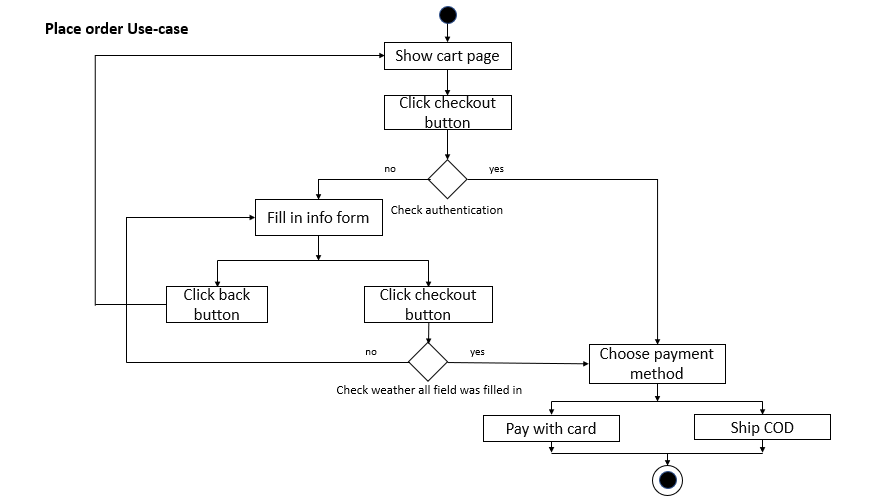 Place order Use-case
Show cart page
Click checkout
button
no
yes
Check authentication
Fill in info form
Click back
button
Click checkout
button
no
yes
Check weather all field was filled in
Choose payment
method
Pay with card
Ship COD